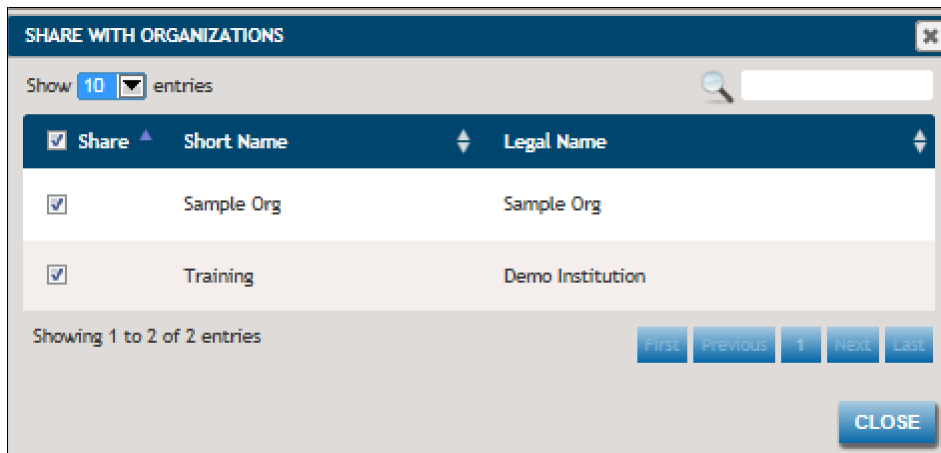 SHARE WITH ORGANIZATIONS
Show 10 entries
Share Short Name Legal Name
Sample Org Sample Org
Training Demo Institution
Showing 1 to 2 of 2 entries
First Previous 1 Next Last
CLOSE